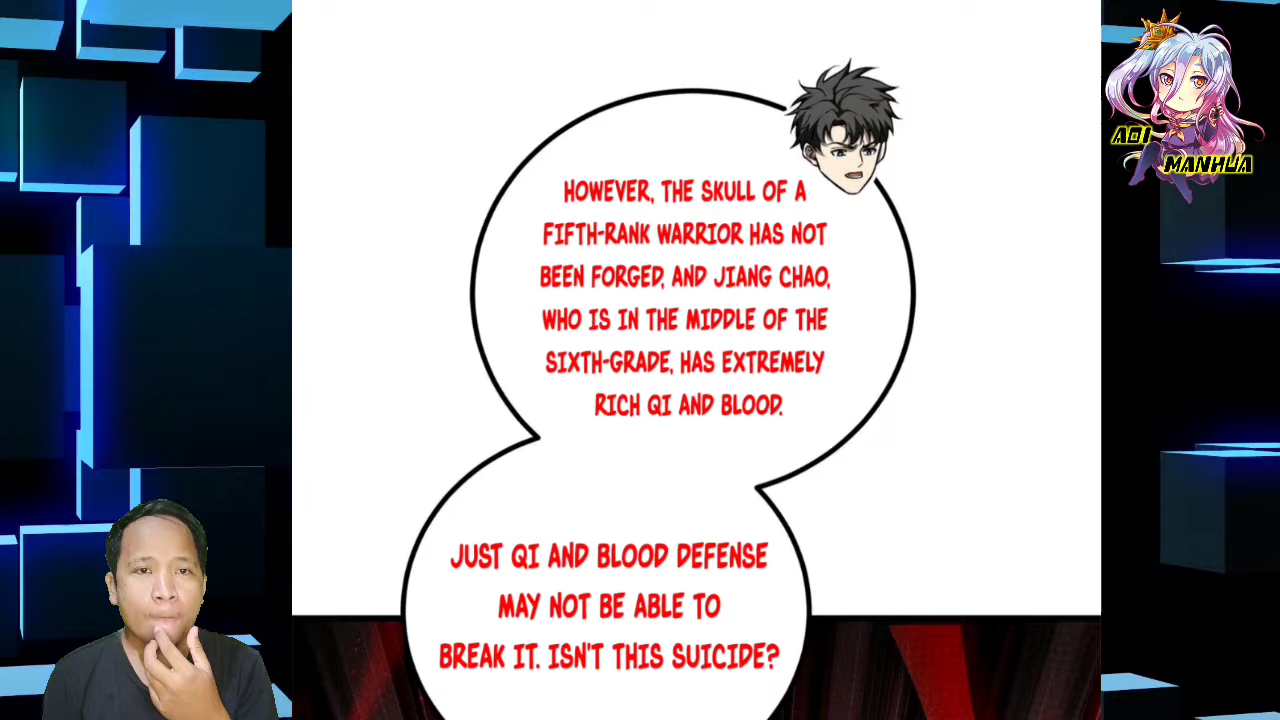 AOI
MANHUA
HOWEVER, THE SKULL OF A
FIFTH-RANK WARRIOR HAS NOT
BEEN FORGED, AND JIANG CHAO,
WHO IS IN THE MIDDLE OF THE
SIXTH-GRADE, HAS EXTREMELY
RICH QI AND BLOOD.
JUST QI AND BLOOD DEFENSE
MAY NOT BE ABLE TO
BREAK IT. ISN'T THIS SUICIDE?